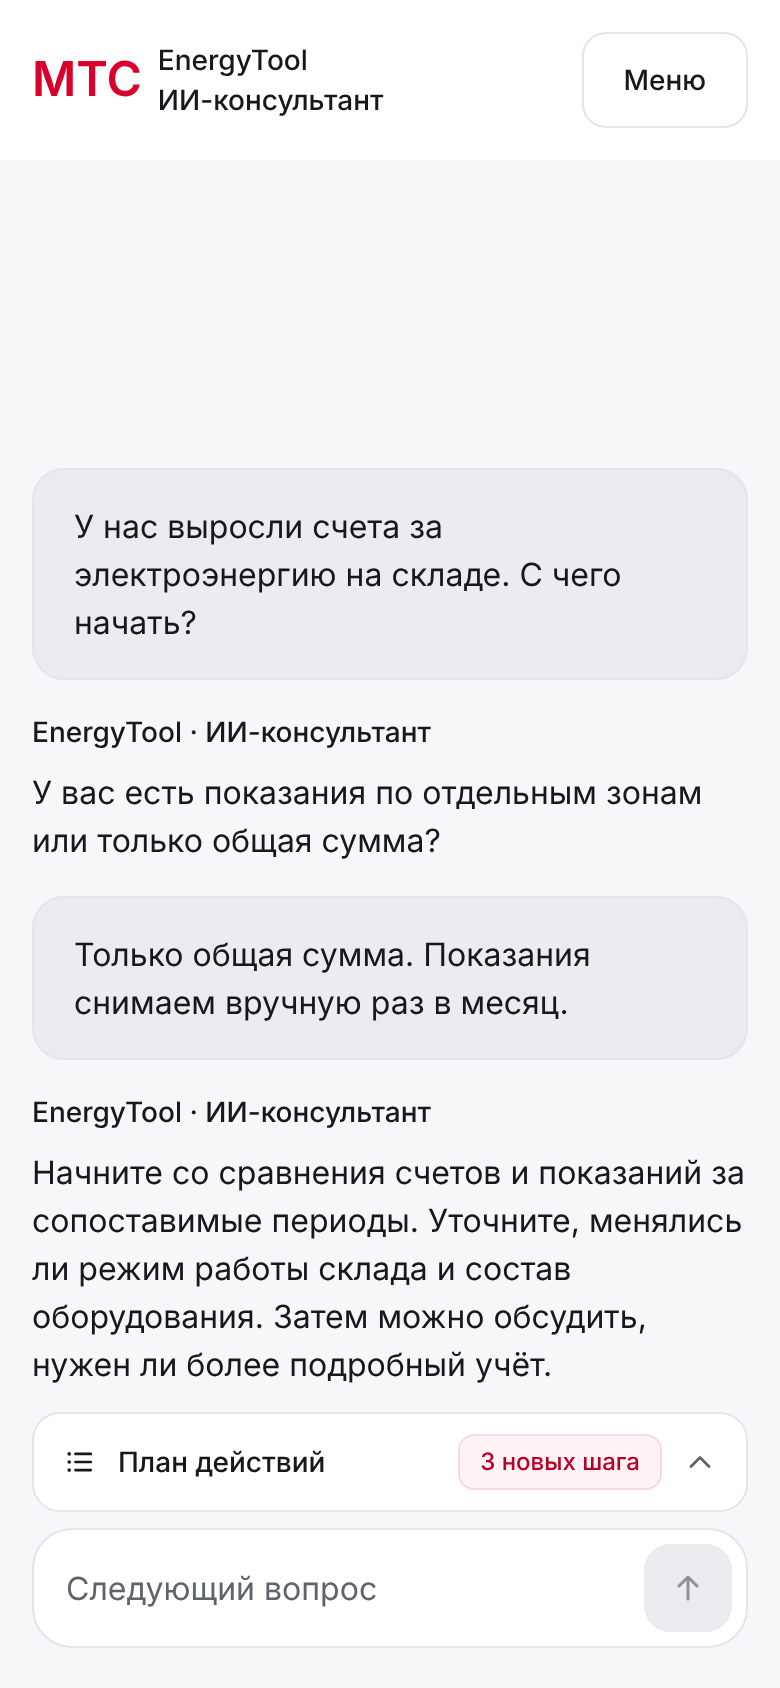 МТС
EnergyTool
ИИ-консультант
Меню
У нас выросли счета за
электроэнергию на складе. С чего
начать?
EnergyTool · ИИ-консультант
У вас есть показания по отдельным зонам
или только общая сумма?
Только общая сумма. Показания
снимаем вручную раз в месяц.
EnergyTool · ИИ-консультант
Начните со сравнения счетов и показаний за
сопоставимые периоды. Уточните, менялись
ли режим работы склада и состав
оборудования. Затем можно обсудить,
нужен ли более подробный учёт.
План действий
3 новых шага
Следующий вопрос